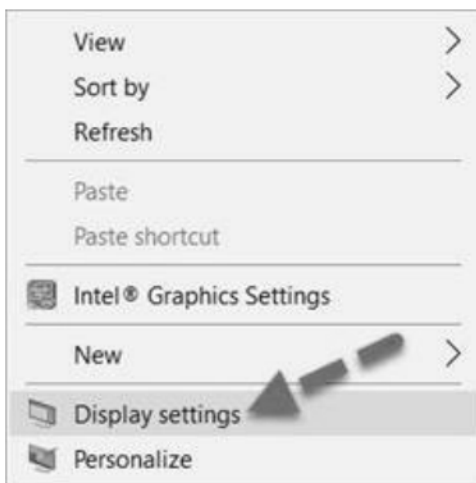 View
Sort by
Refresh
Paste
Paste shortcut
Intel® Graphics Settings
New
Display settings
Personalize